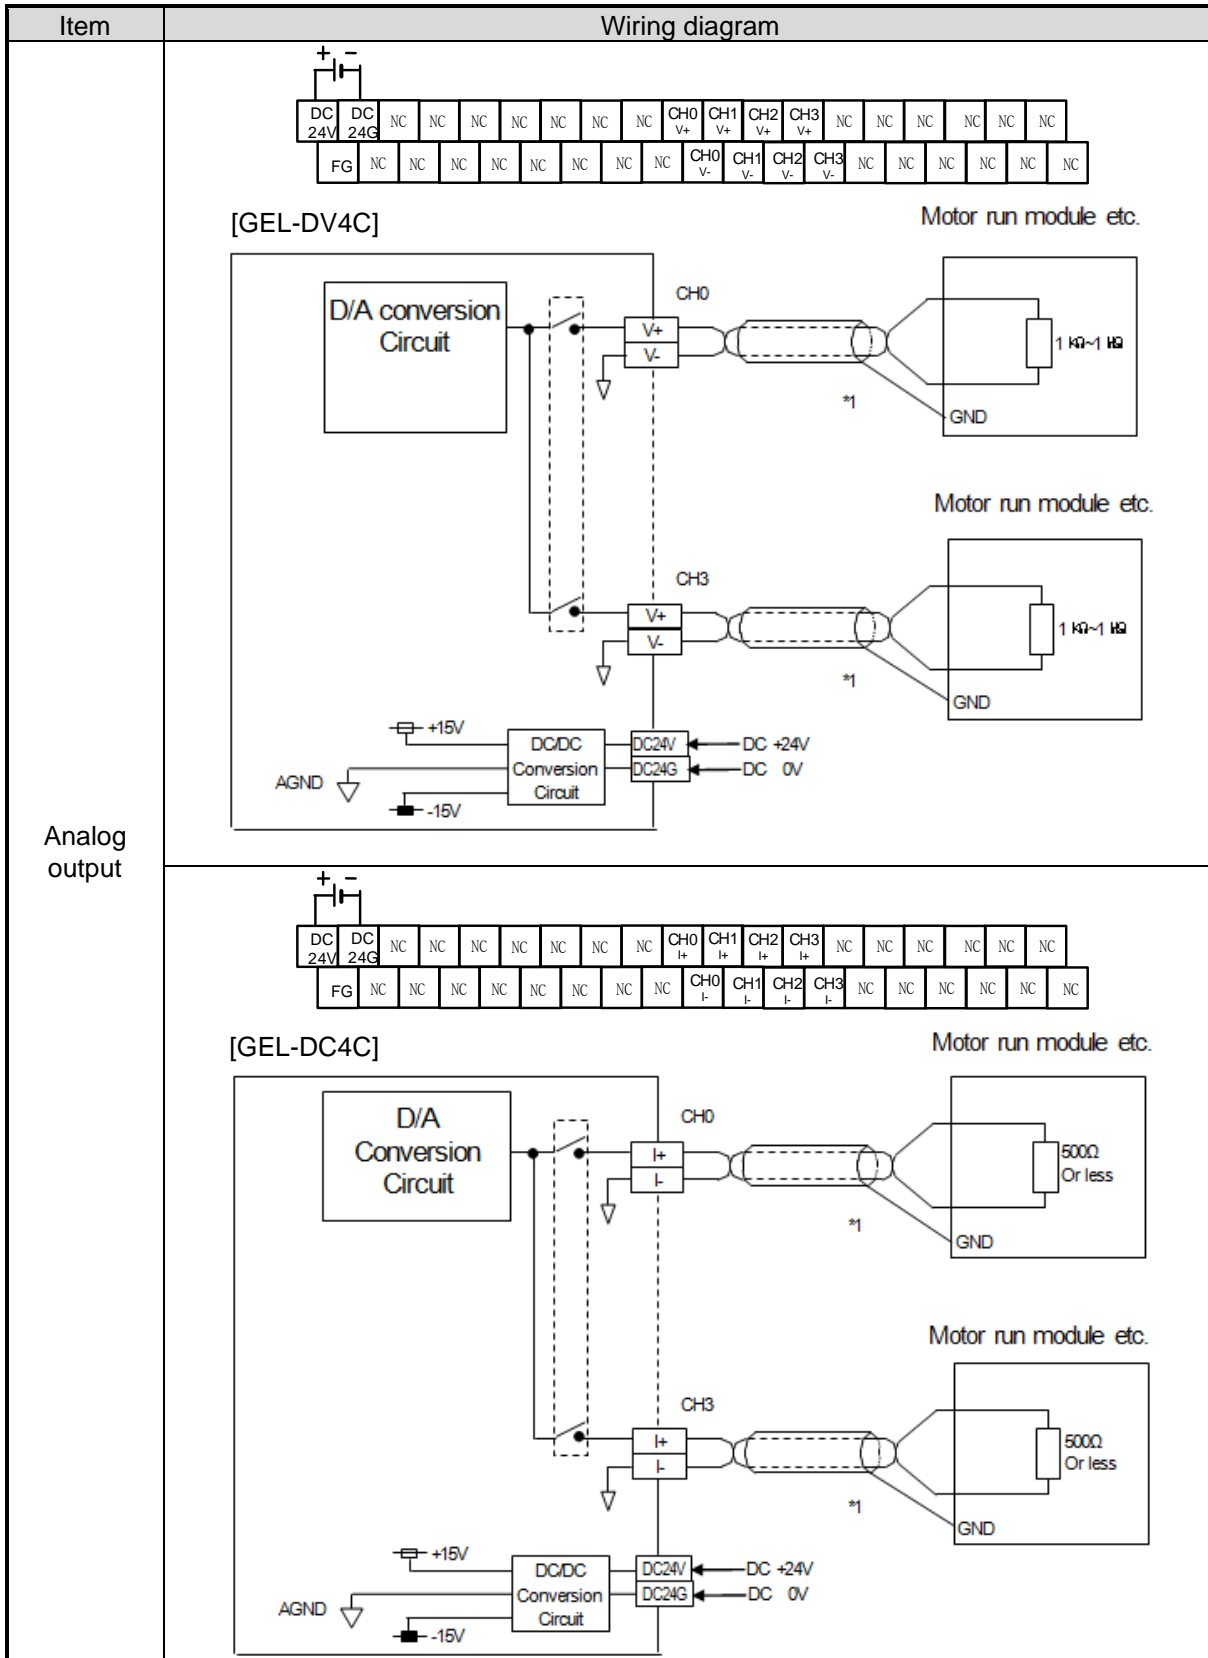 Item
Wiring diagram
+ -
DC 24V DC 24G NC NC NC NC NC NC NC CH0 V+ CH1 V+ CH2 V+ CH3 V+ NC NC NC NC NC NC
FG NC NC NC NC NC NC NC NC CH0 V- CH1 V- CH2 V- CH3 V- NC NC NC NC NC NC
[GEL-DV4C]
Motor run module etc.
D/A conversion
Circuit
CH0
V+
V-
1 kΩ~1
*1
GND
Motor run module etc.
CH3
V+
V-
1 kΩ~1
*1
GND
+15V
AGND
-15V
DC/DC
Conversion
Circuit
DC24V
DC24G
DC +24V
DC 0V
Analog
output
+ -
DC 24V DC 24G NC NC NC NC NC NC NC CH0 I+ CH1 I+ CH2 I+ CH3 I+ NC NC NC NC NC NC
FG NC NC NC NC NC NC NC NC CH0 I- CH1 I- CH2 I- CH3 I- NC NC NC NC NC NC
[GEL-DC4C]
Motor run module etc.
D/A
Conversion
Circuit
CH0
I+
I-
500Ω
Or less
*1
GND
Motor run module etc.
CH3
I+
I-
500Ω
Or less
*1
GND
+15V
AGND
-15V
DC/DC
Conversion
Circuit
DC24V
DC24G
DC +24V
DC 0V